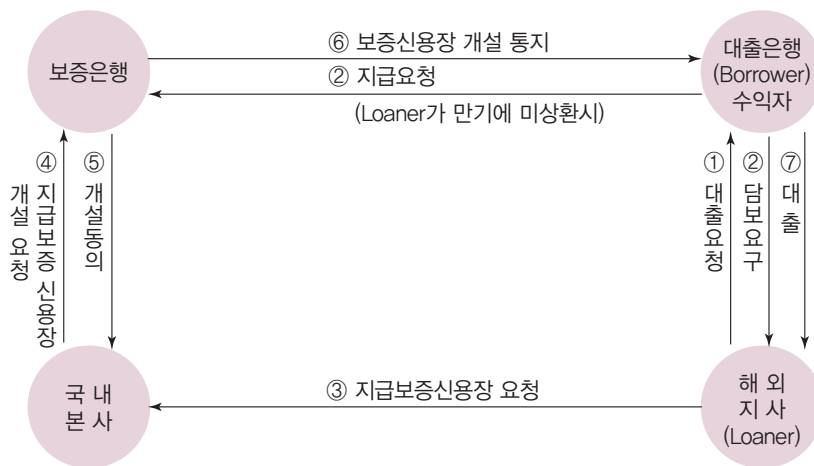 보증은행
⑥ 보증신용장 개설 통지
② 지급요청
(Loaner가 만기에 미상환시)
대출은행
(Borrower)
수익자
④ 지급보증 신용장
개설 요청
⑤ 개설동의
① 대출요청
② 담보요구
⑦ 대출
국 내
본 사
③ 지급보증신용장 요청
해 외
지 사
(Loaner)